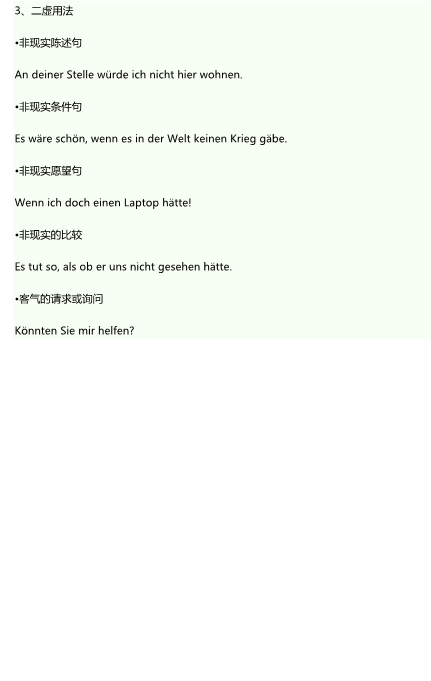 3、二虚用法
•非现实陈述句
An deiner Stelle würde ich nicht hier wohnen.
•非现实条件句
Es wäre schön, wenn es in der Welt keinen Krieg gäbe.
•非现实愿望句
Wenn ich doch einen Laptop hätte!
•非现实的比较
Es tut so, als ob er uns nicht gesehen hätte.
•客气的请求或询问
Könnten Sie mir helfen?